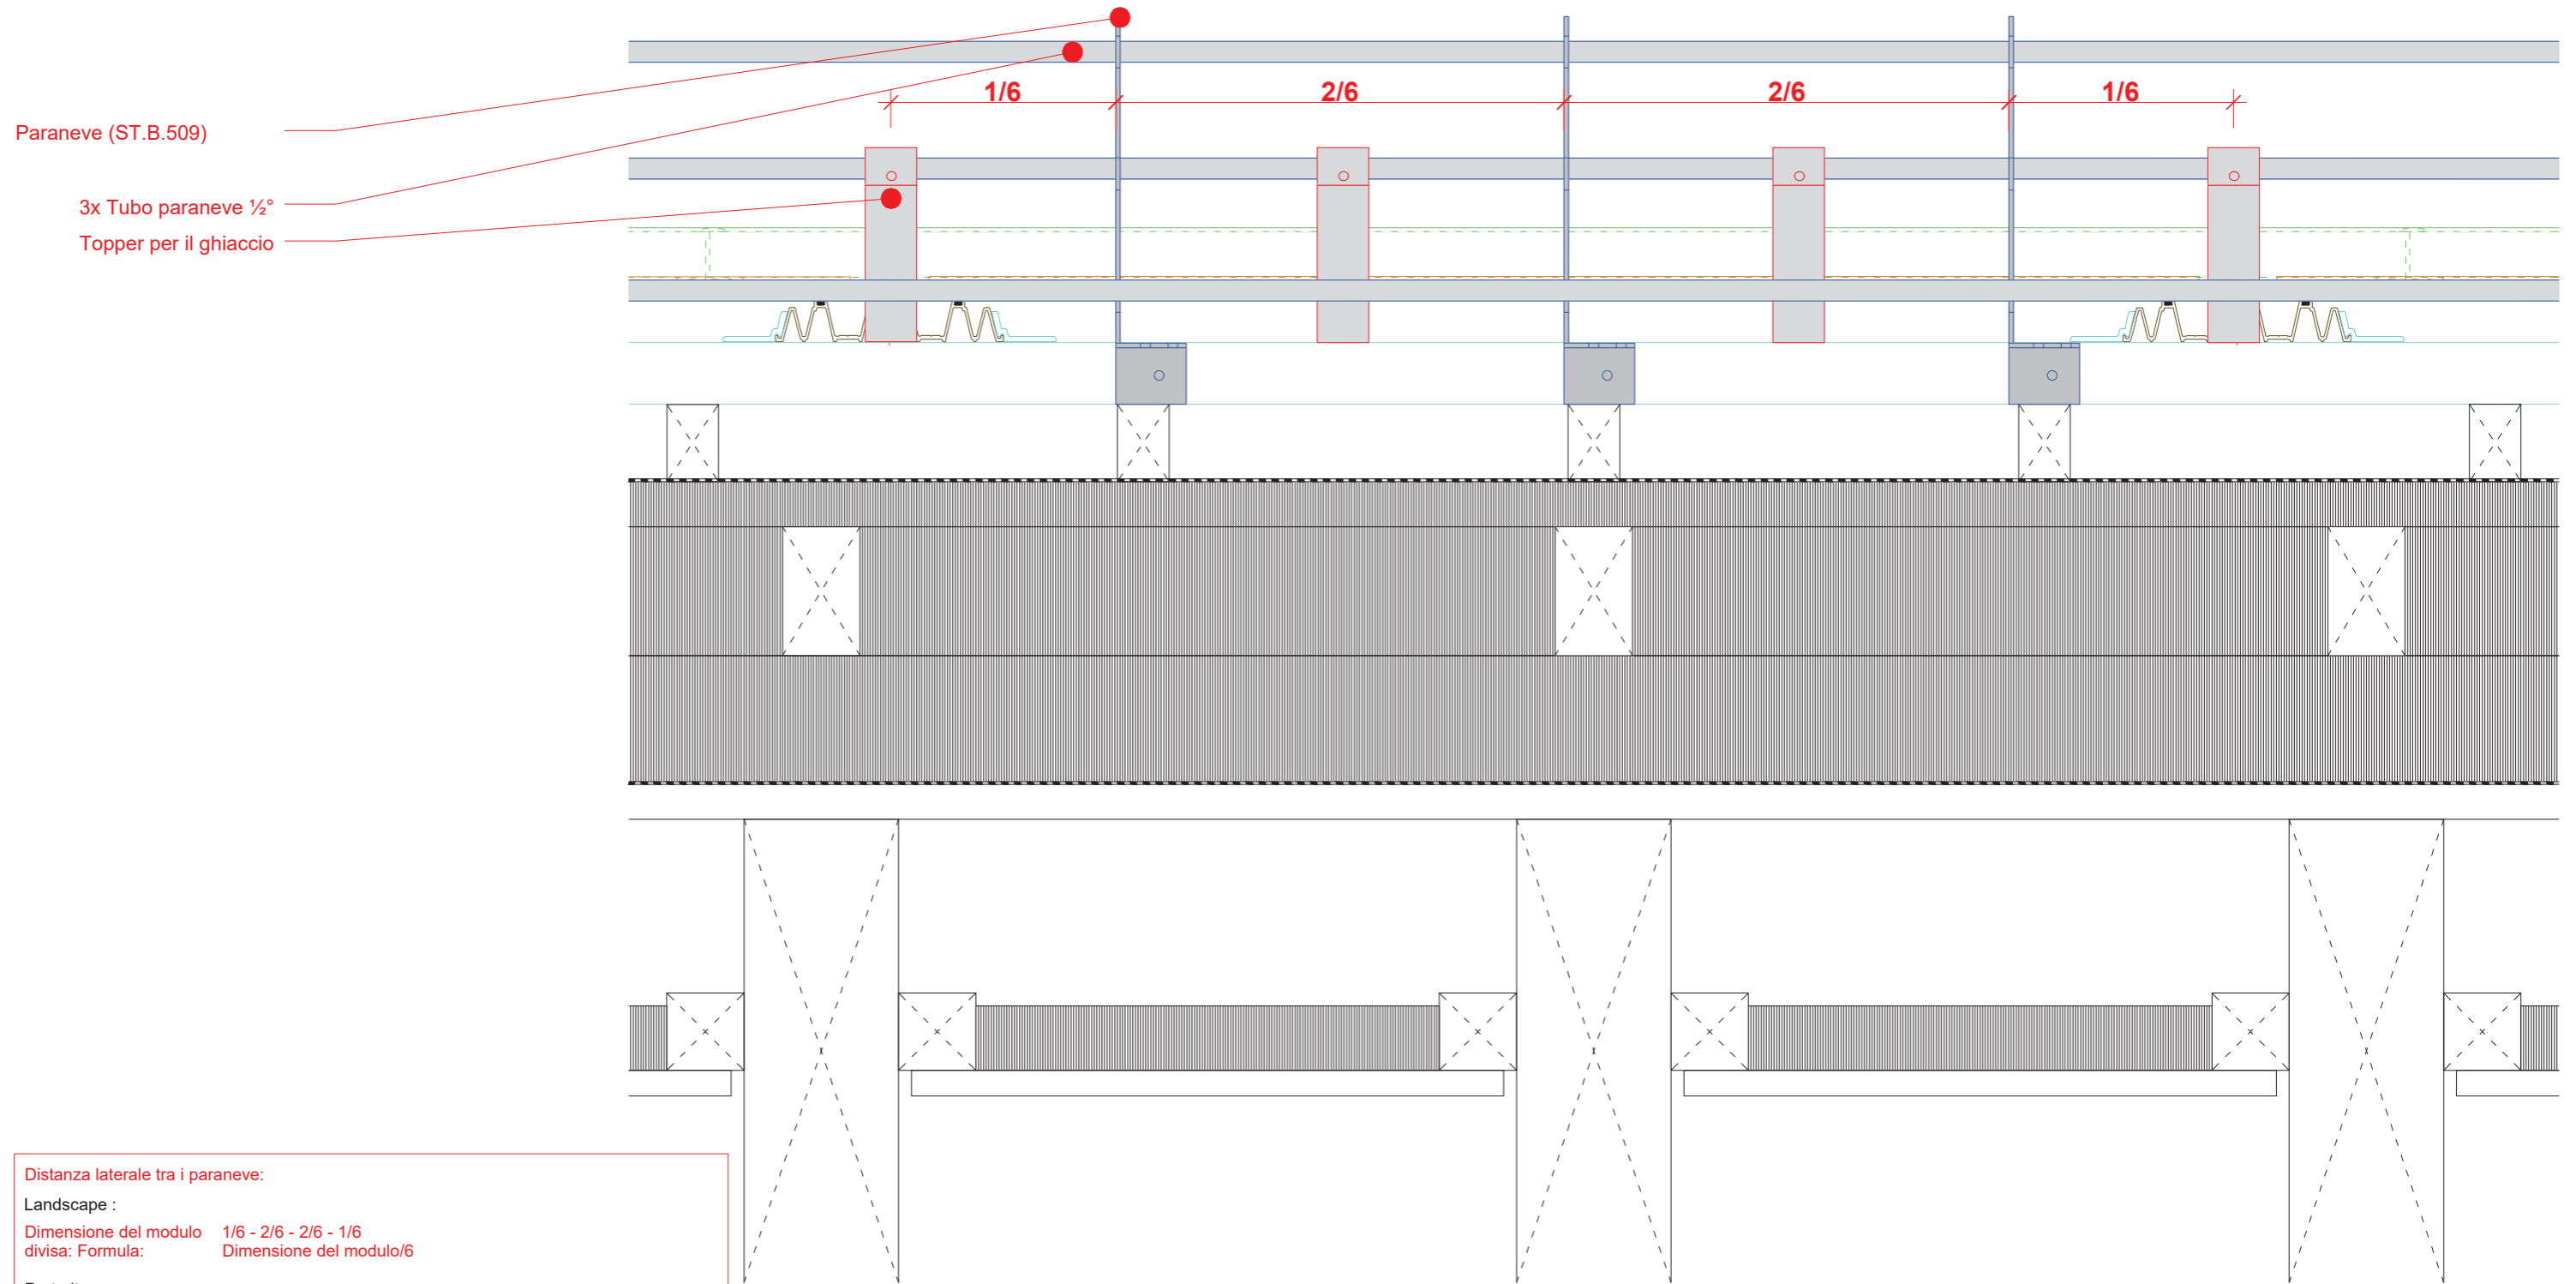 1/6 2/6 2/6 1/6
Paraneve (ST.B.509)
3x Tubo paraneve ½°
Topper per il ghiaccio
Distanza laterale tra i paraneve:
Landscape :
Dimensione del modulo 1/6 - 2/6 - 2/6 - 1/6
divisa: Formula: Dimensione del modulo/6